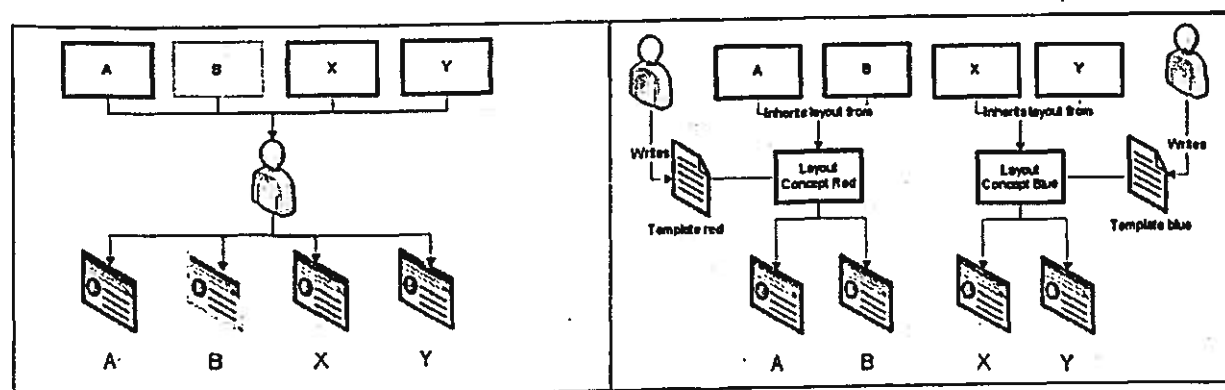 A B X Y
A B X Y
A B X Y
Inherits layout from
Inherits layout from
Writes
Writes
Layout
Concept Red
Layout
Concept Blue
Template red
Template blue
A B X Y